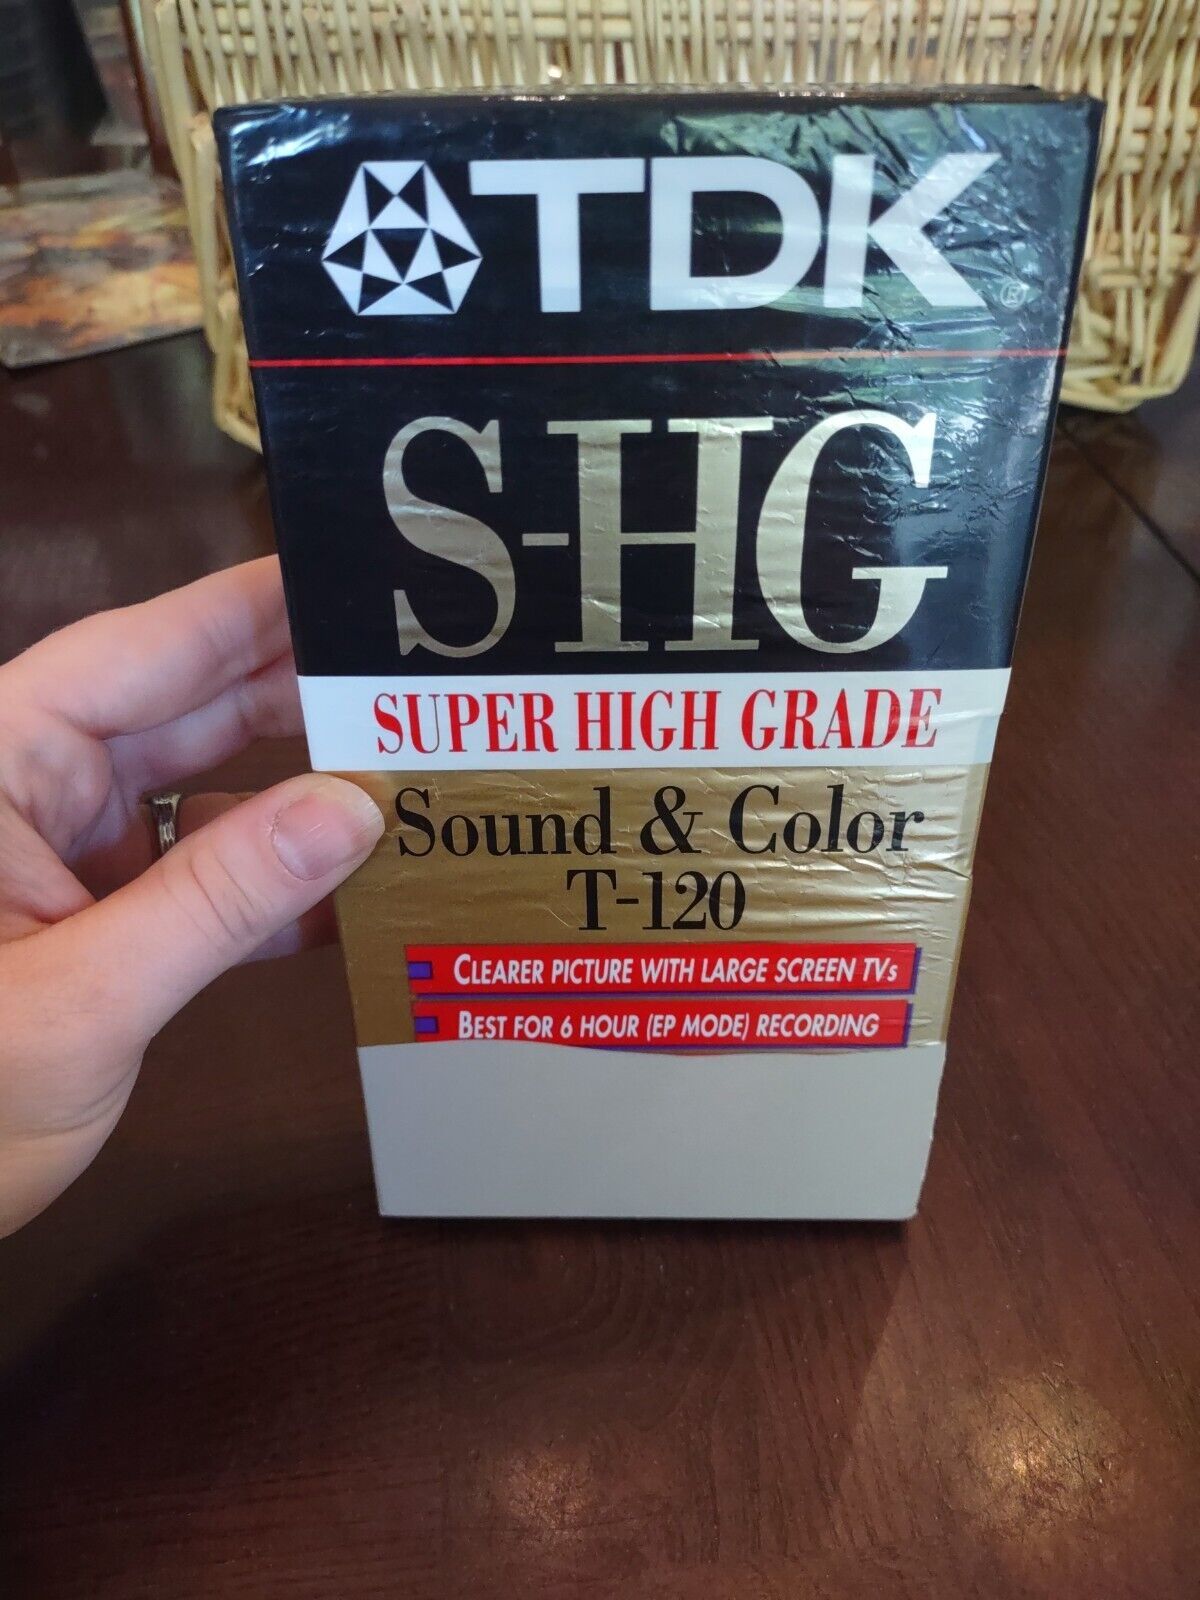 TDK®
S-HG
SUPER HIGH GRADE
Sound & Color
T-120
CLEARER PICTURE WITH LARGE SCREEN TVs
BEST FOR 6 HOUR (EP MODE) RECORDING